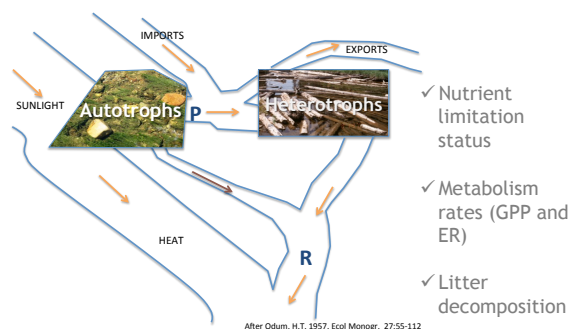 IMPORTS
EXPORTS
SUNLIGHT
Autotrophs
P
Heterotrophs
HEAT
R
✓ Nutrient
limitation
status
✓ Metabolism
rates (GPP and
ER)
✓ Litter
decomposition
After Odum, H.T. 1957. Ecol Monogr. 27:55-112